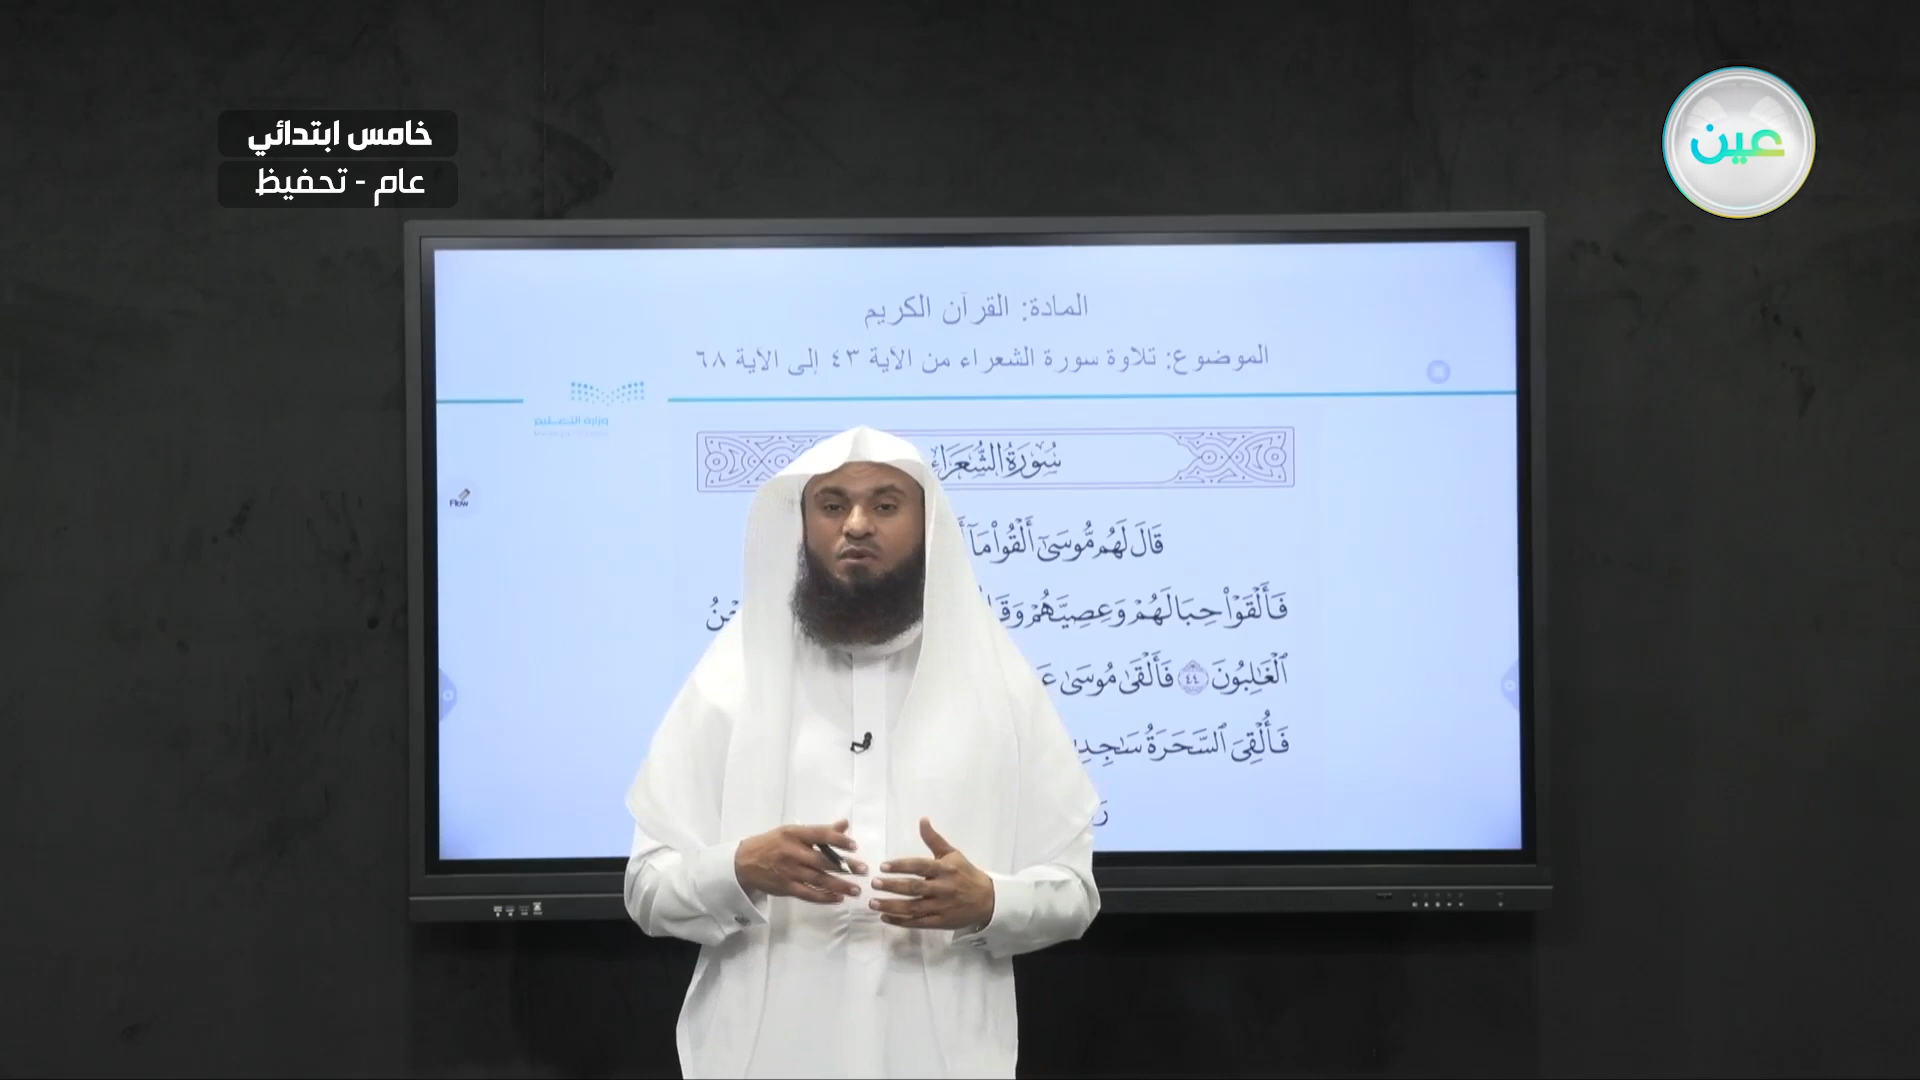 خامس ابتدائي
عام - تحفيظ
عين
المادة: القرآن الكريم
الموضوع: تلاوة سورة الشعراء من الآية ٤٣ إلى الآية ٦٨
وزارة التعليم
Flow
سُورَةُ الشُّعَرَاءِ
قَالَ لَهُم مُّوسَىٰٓ أَلْقُوا۟ مَآ
فَأَلْقَوْا۟ حِبَالَهُمْ وَعِصِيَّهُمْ
ٱلْغَٰلِبُونَ ٤٤ فَأَلْقَىٰ مُوسَىٰ
فَأُلْقِىَ ٱلسَّحَرَةُ